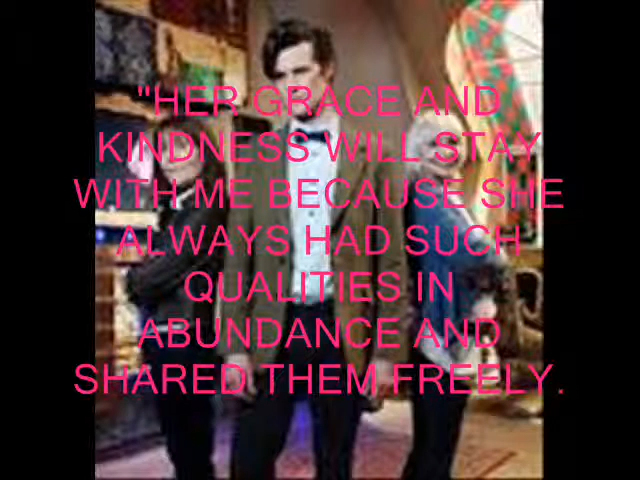 "HER GRACE AND
KINDNESS WILL STAY
WITH ME BECAUSE SHE
ALWAYS HAD SUCH
QUALITIES IN
ABUNDANCE AND
SHARED THEM FREELY.